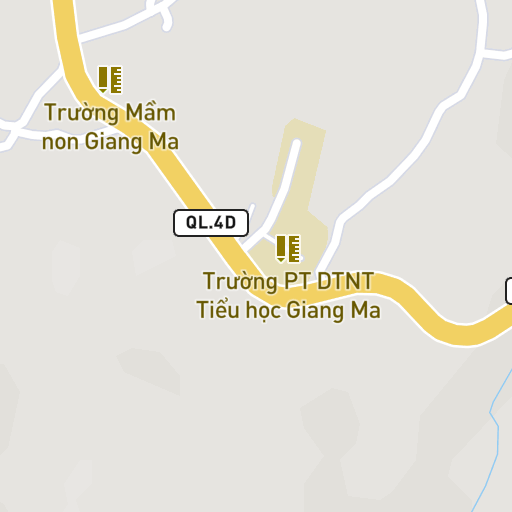 Trường Mầm
non Giang Ma
QL.4D
Trường PT DTNT
Tiểu học Giang Ma